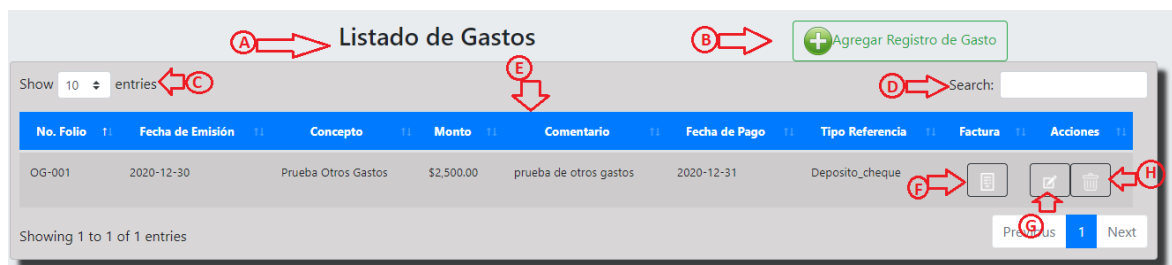 A Listado de Gastos B Agregar Registro de Gasto
Show 10 entries C E D Search:
No. Folio Fecha de Emisión Concepto Monto Comentario Fecha de Pago Tipo Referencia Factura Acciones
OG-001 2020-12-30 Prueba Otros Gastos $2,500.00 prueba de otros gastos 2020-12-31 Deposito_cheque F H
G
Showing 1 to 1 of 1 entries Previous 1 Next